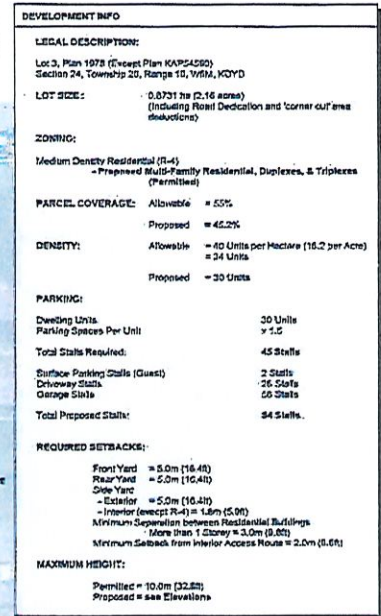 DEVELOPMENT INFO
LEGAL DESCRIPTION:
Lot 3, Plan 1978 (Except Plan KAP54590)
Section 24, Township 20, Range 10, W6M, KDYD
LOT SIZE: 0.8731 ha (2.16 acres)
(Including Road Dedication and 'corner cut' area
deductions)
ZONING:
Medium Density Residential (R-4)
- Proposed Multi-Family Residential, Duplexes, & Triplexes
(Permitted)
PARCEL COVERAGE: Allowable = 55%
Proposed = 45.2%
DENSITY: Allowable = 40 Units per Hectare (16.2 per Acre)
= 34 Units
Proposed = 30 Units
PARKING:
Dwelling Units 30 Units
Parking Spaces Per Unit x 1.5
Total Stalls Required: 45 Stalls
Surface Parking Stalls (Guest) 2 Stalls
Driveway Stalls 26 Stalls
Garage Stalls 56 Stalls
Total Proposed Stalls: 84 Stalls
REQUIRED SETBACKS:
Front Yard = 5.0m (16.4ft)
Rear Yard = 5.0m (16.4ft)
Side Yard
- Exterior = 5.0m (16.4ft)
- Interior (except R-4) = 1.8m (5.9ft)
Minimum Separation between Residential Buildings
- More than 1 Storey = 3.0m (9.8ft)
Minimum Setback from Interior Access Route = 2.0m (6.6ft)
MAXIMUM HEIGHT:
Permitted = 10.0m (32.8ft)
Proposed = see Elevations